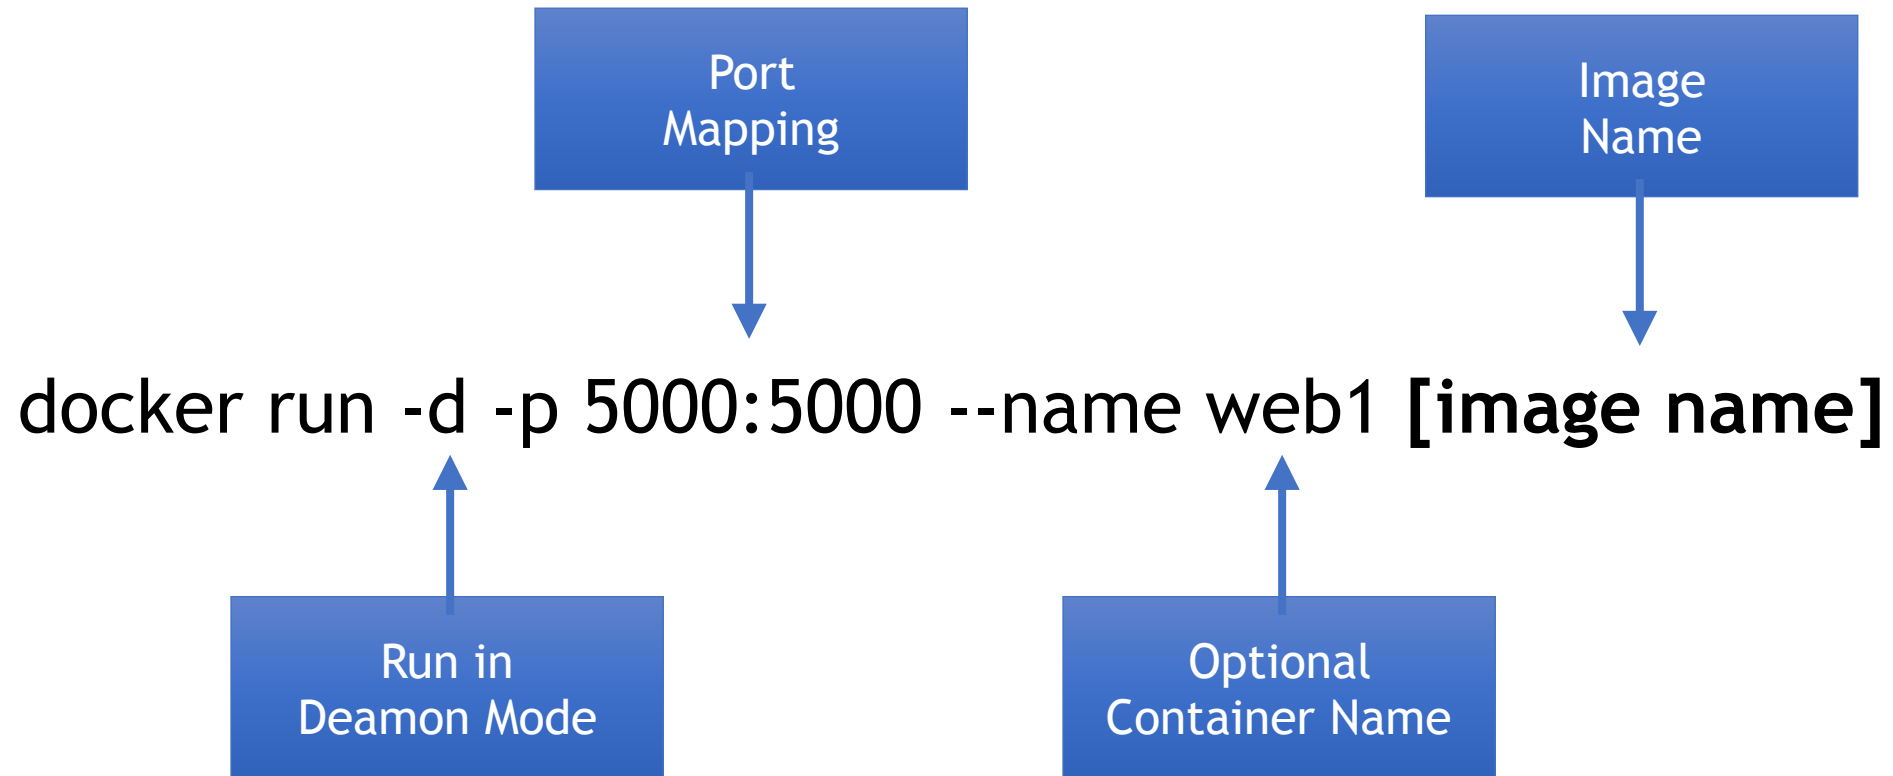 Port
Mapping
Image
Name
docker run -d -p 5000:5000 --name web1 [image name]
Run in
Deamon Mode
Optional
Container Name